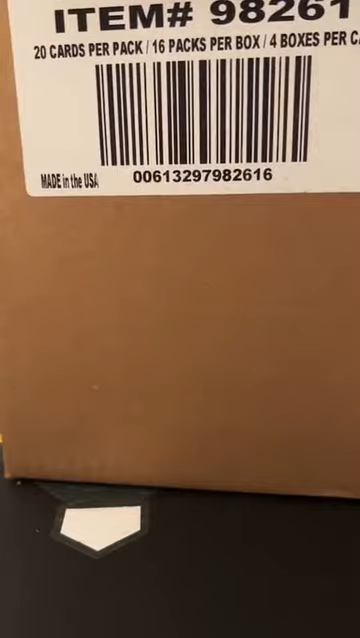 ITEM# 98261
20 CARDS PER PACK / 16 PACKS PER BOX / 4 BOXES PER
MADE in the USA
00613297982616